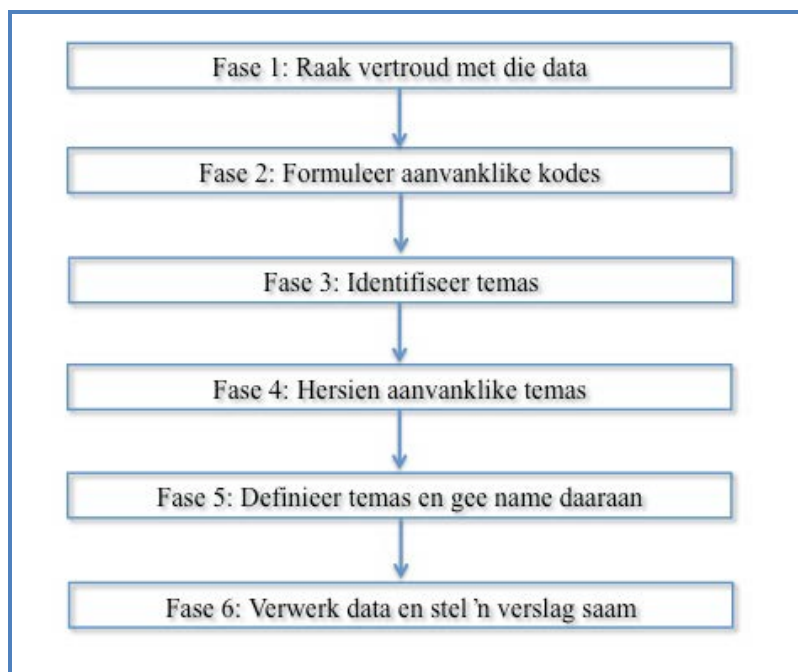 Fase 1: Raak vertroud met die data
Fase 2: Formuleer aanvanklike kodes
Fase 3: Identifiseer temas
Fase 4: Hersien aanvanklike temas
Fase 5: Definieer temas en gee name daaraan
Fase 6: Verwerk data en stel ’n verslag saam